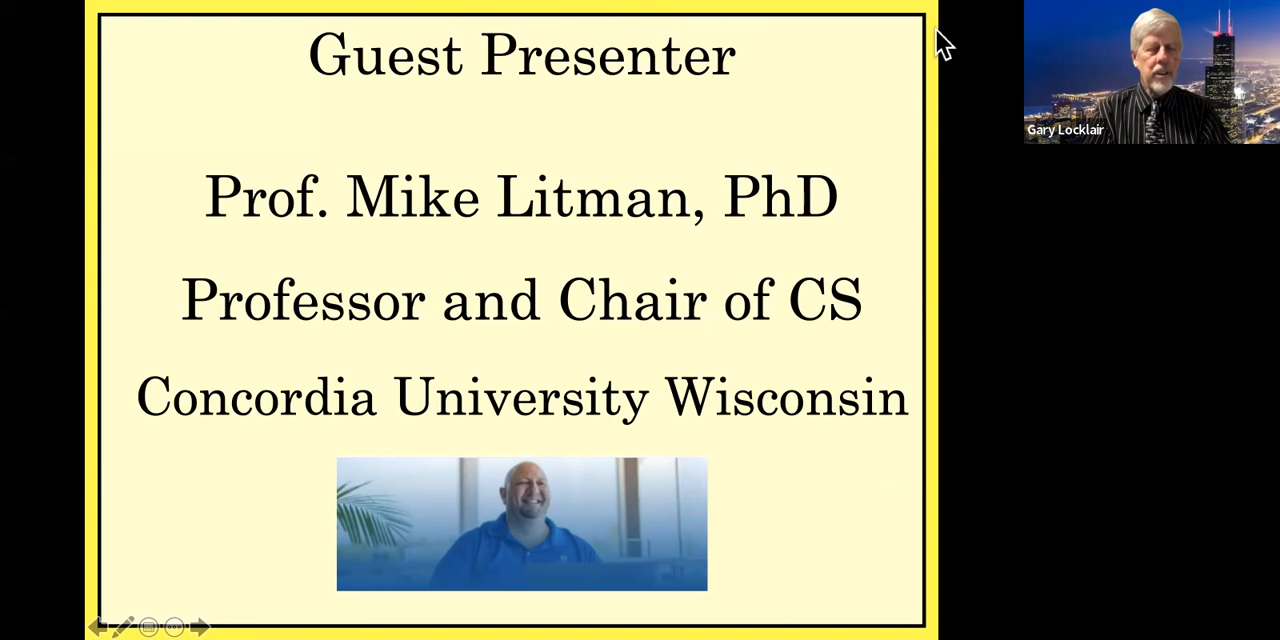 Guest Presenter
Prof. Mike Litman, PhD
Professor and Chair of CS
Concordia University Wisconsin
Gary Locklair